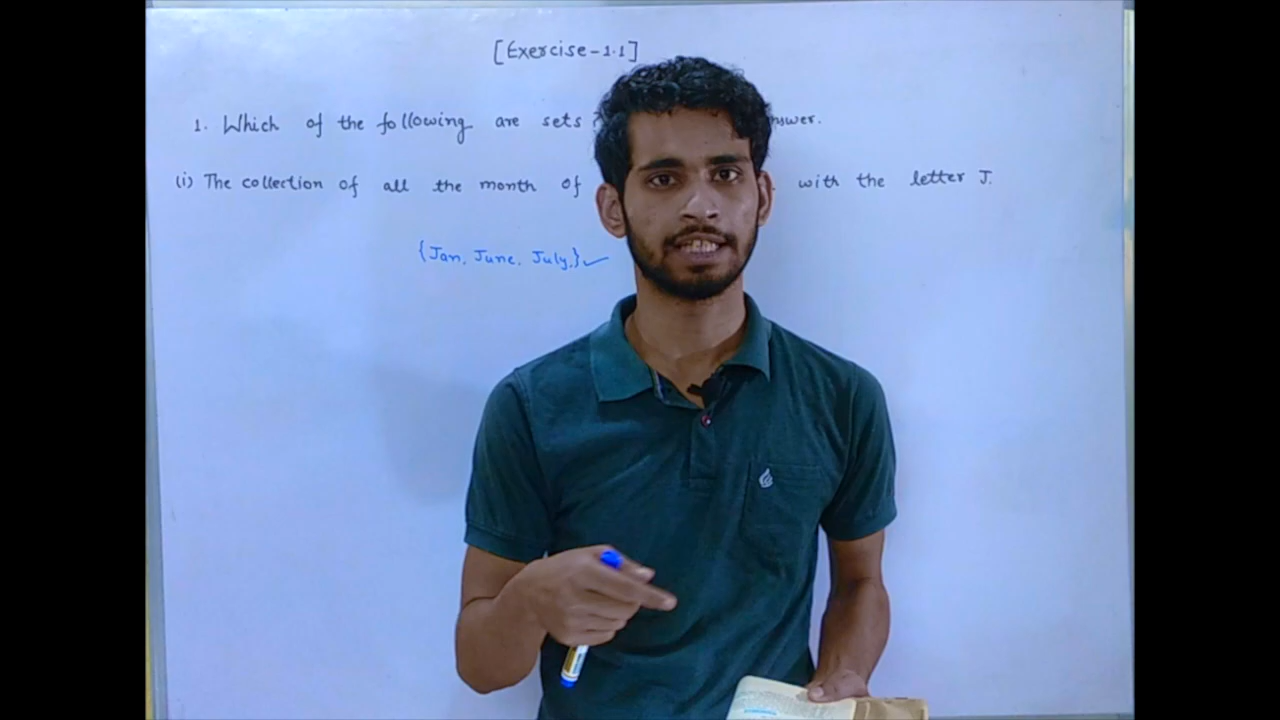 [Exercise-1.1]
1. Which of the following are sets answer.
(i) The collection of all the month of with the letter J.
{Jan, June, July,} ✓